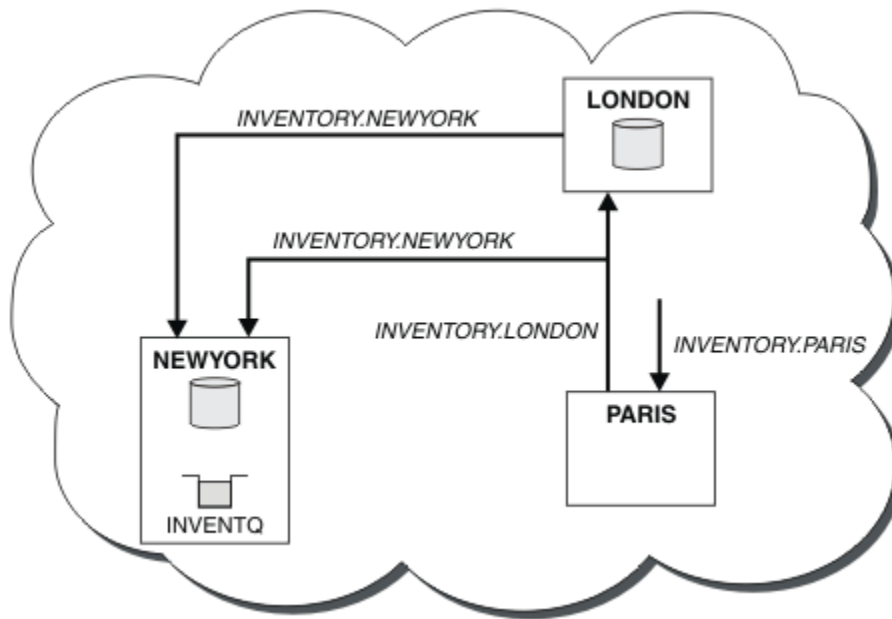 LONDON
INVENTORY.NEWYORK
INVENTORY.NEWYORK
INVENTORY.LONDON
INVENTORY.PARIS
NEWYORK
PARIS
INVENTQ